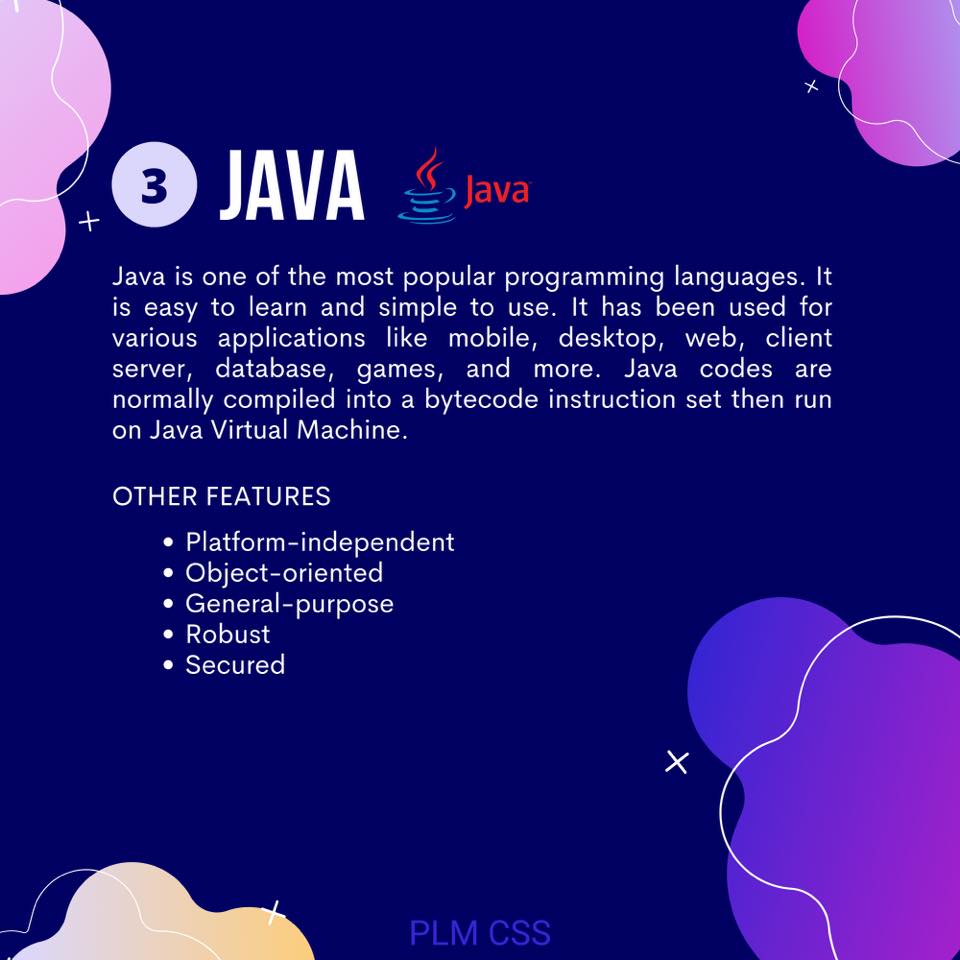 3 JAVA Java
Java is one of the most popular programming languages. It
is easy to learn and simple to use. It has been used for
various applications like mobile, desktop, web, client
server, database, games, and more. Java codes are
normally compiled into a bytecode instruction set then run
on Java Virtual Machine.
OTHER FEATURES
• Platform-independent
• Object-oriented
• General-purpose
• Robust
• Secured
PLM CSS